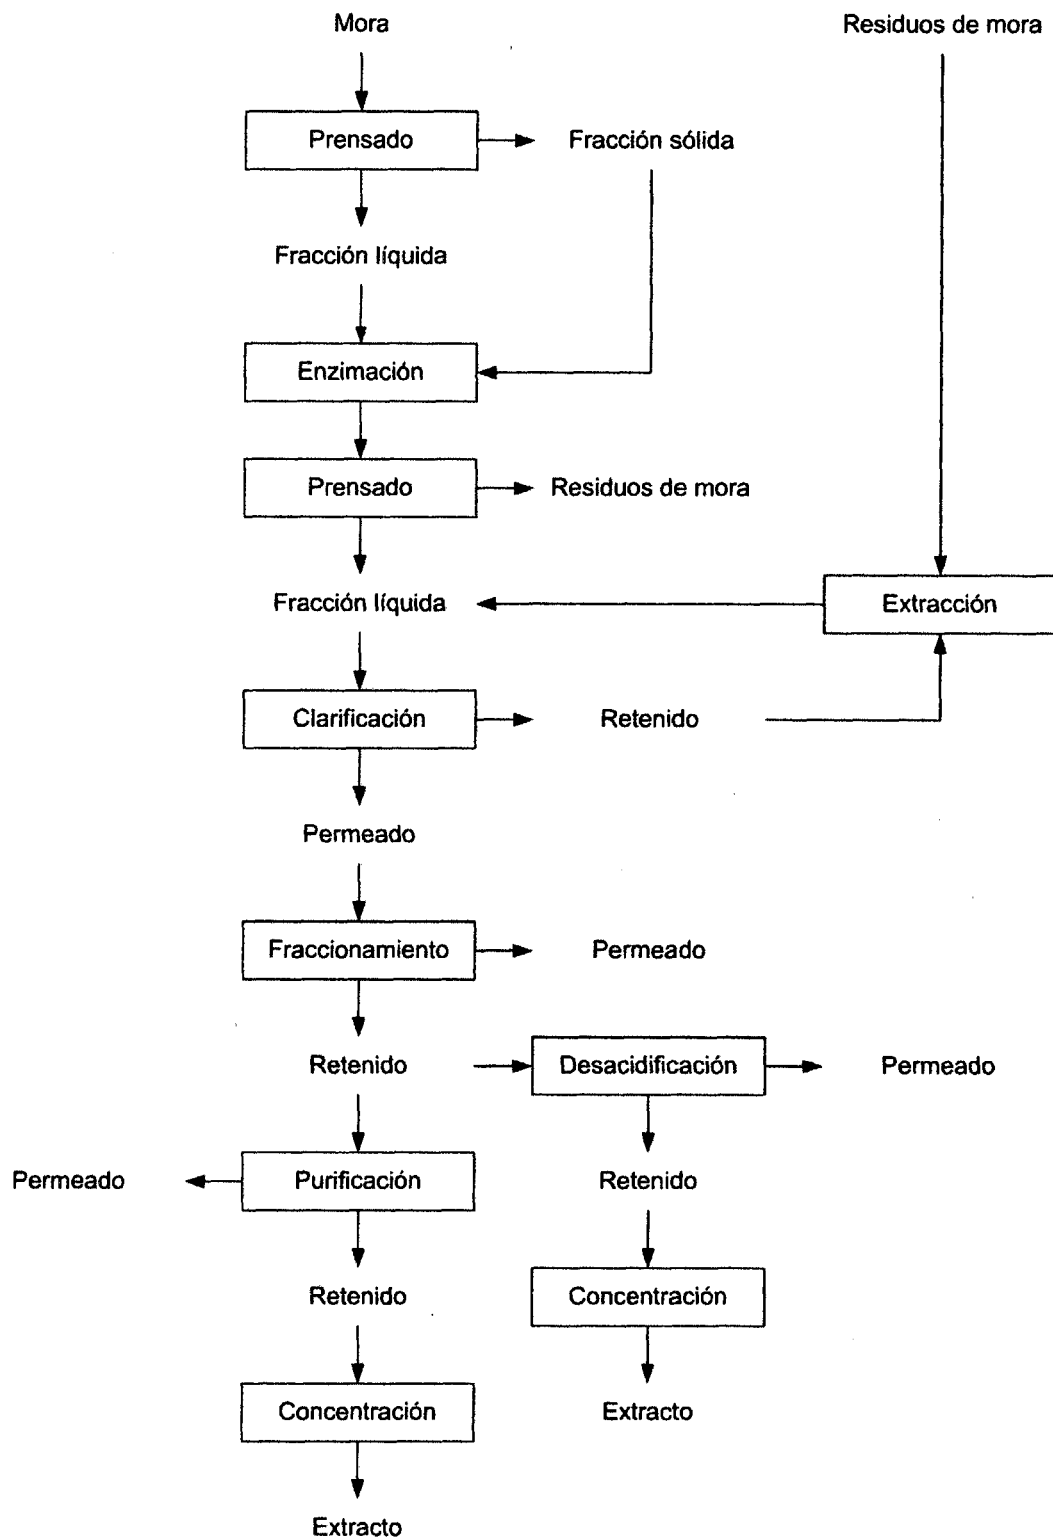 Mora
Residuos de mora
Prensado
Fracción sólida
Fracción líquida
Enzimación
Prensado
Residuos de mora
Fracción líquida
Extracción
Clarificación
Retenido
Permeado
Fraccionamiento
Permeado
Retenido
Desacidificación
Permeado
Permeado
Purificación
Retenido
Retenido
Concentración
Concentración
Extracto
Extracto